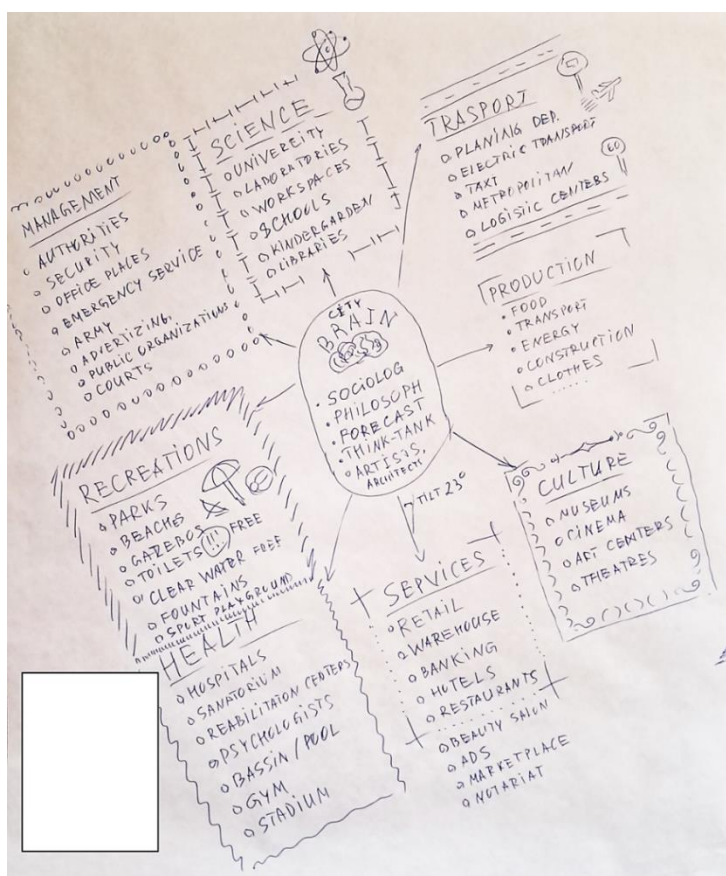 MANAGEMENT
AUTHORITIES
SECURITY
OFFICE PLACES
EMERGENCY SERVICE
ARMY
ADVERTIZING,
PUBLIC ORGANIZATIONS
COURTS
SCIENCE
UNIVERCITY
LABORATORIES
WORKSPACES
SCHOOLS
KINDERGARDEN
LIBRARIES
TRASPORT
PLANING DEP.
ELECTRIC TRANSPORT
TAXI
METROPOLITAN
LOGISTIC CENTERS
PRODUCTION
FOOD
TRANSPORT
ENERGY
CONSTRUCTION
CLOTHES
......
CITY
BRAIN
SOCIOLOG
PHILOSOPH
FORECAST
THINK-TANK
ARTISTS,
ARCHITECH
TILT 23°
RECREATIONS
PARKS
BEACHES
GAZEBOS
TOILETS !!! FREE
CLEAR WATER FREE
FOUNTAINS
SPORT PLAYGROUND
CULTURE
MUSEUMS
CINEMA
ART CENTERS
THEATRES
HEALTH
HOSPITALS
SANATORIUM
REABILITATON CENTERS
PSYCHOLOGISTS
BASSIN / POOL
GYM
STADIUM
SERVICES
RETAIL
WAREHOUSE
BANKING
HOTELS
RESTAURANTS
BEAUTY SALON
ADS
MARKETPLACE
NOTARIAT